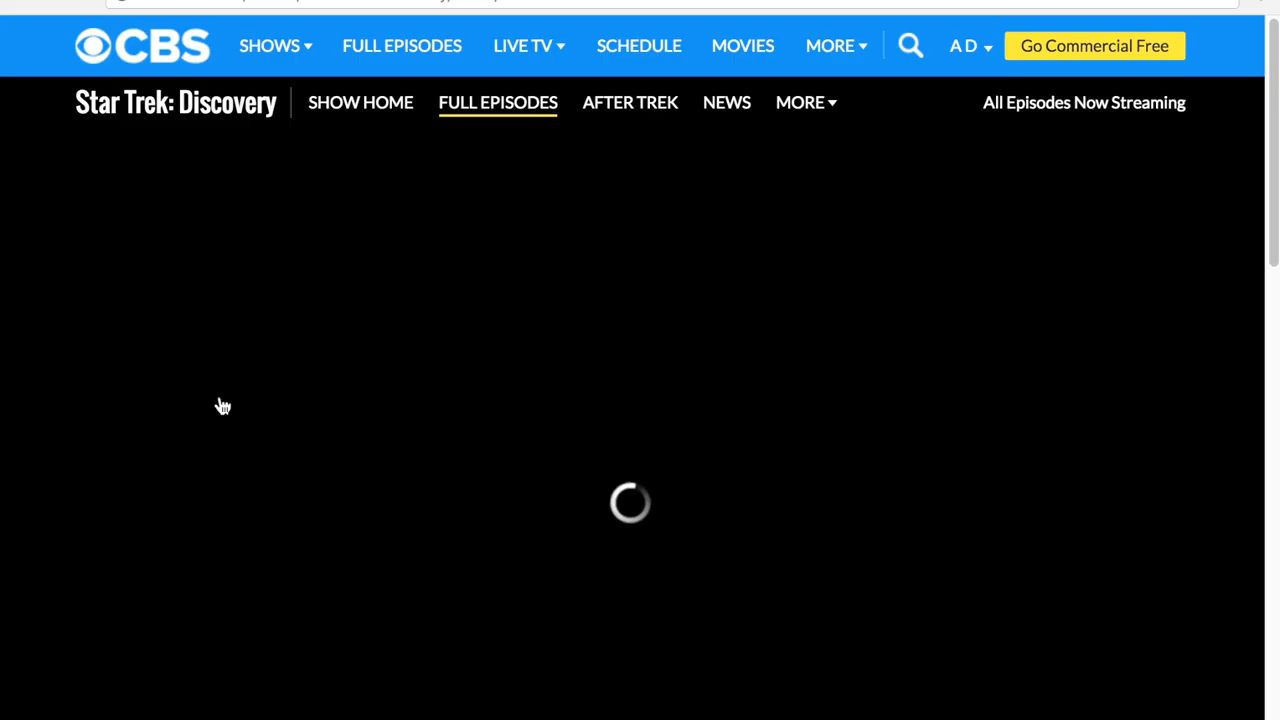 CBS SHOWS FULL EPISODES LIVE TV SCHEDULE MOVIES MORE A D Go Commercial Free
Star Trek: Discovery SHOW HOME FULL EPISODES AFTER TREK NEWS MORE All Episodes Now Streaming